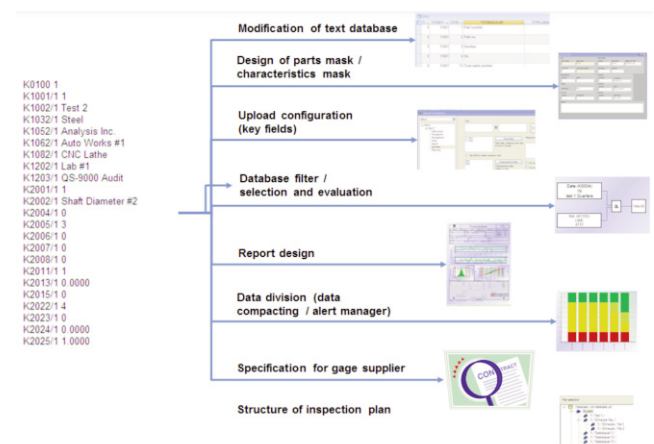 K0100 1
K1001/1 1
K1002/1 Test 2
K1032/1 Steel
K1052/1 Analysis Inc.
K1062/1 Auto Works #1
K1082/1 CNC Lathe
K1202/1 Lab #1
K1203/1 QS-9000 Audit
K2001/1 1
K2002/1 Shaft Diameter #2
K2004/1 0
K2005/1 3
K2006/1 0
K2007/1 0
K2008/1 0
K2011/1 1
K2013/1 0.0000
K2015/1 0
K2022/1 4
K2023/1 0
K2024/1 0.0000
K2025/1 1.0000
Modification of text database
Design of parts mask /
characteristics mask
Upload configuration
(key fields)
Database filter /
selection and evaluation
Report design
Data division (data
compacting / alert manager)
Specification for gage supplier
CONTRACT
Structure of inspection plan